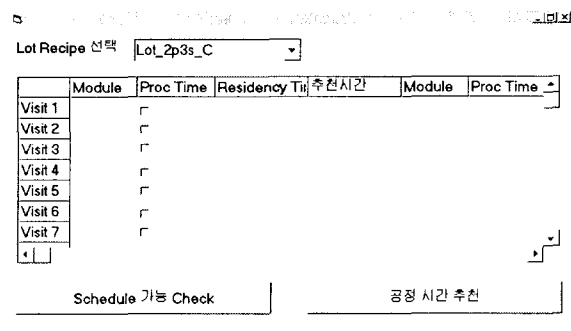 Lot Recipe 선택 Lot_2p3s_C
Module Proc Time Residency Ti 추천시간 Module Proc Time
Visit 1
Visit 2
Visit 3
Visit 4
Visit 5
Visit 6
Visit 7
Schedule 가능 Check 공정 시간 추천